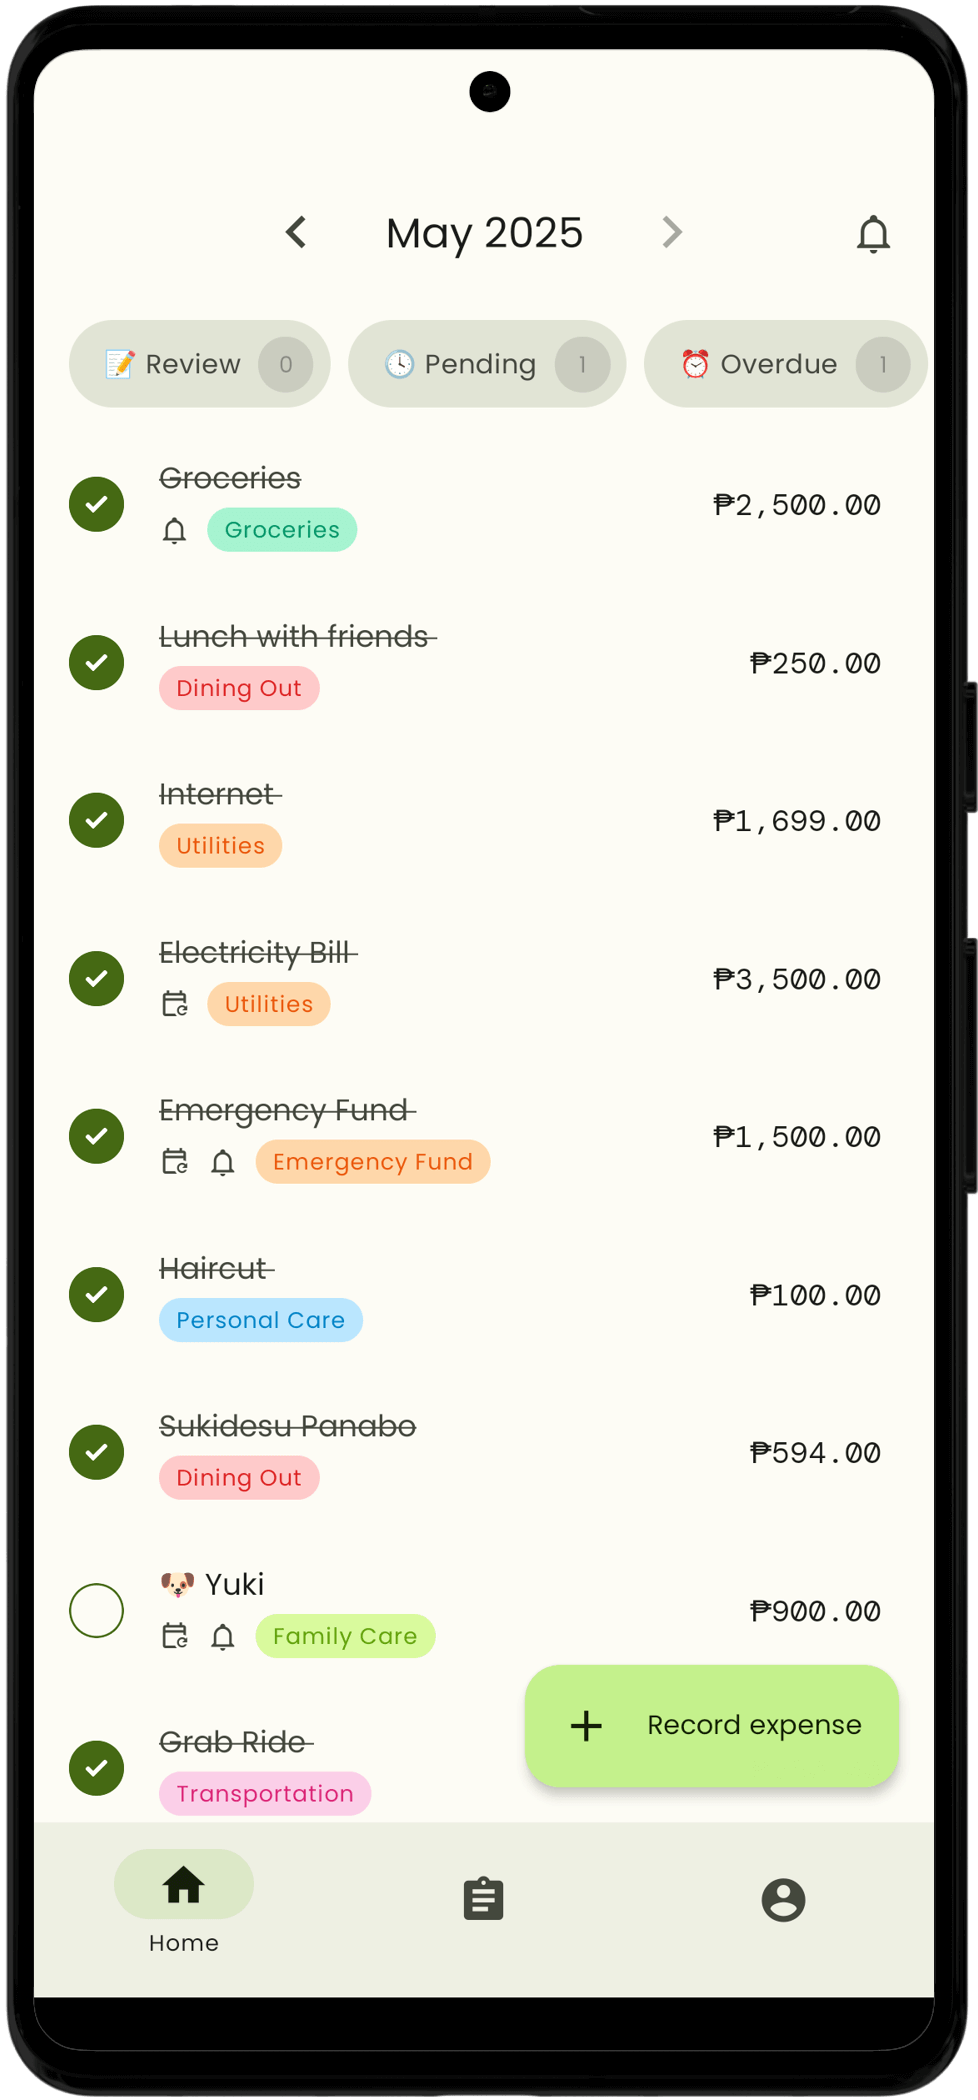 May 2025
📝 Review 0
🕓 Pending 1
⏰ Overdue 1
Groceries
₱2,500.00
Groceries
Lunch with friends
₱250.00
Dining Out
Internet
₱1,699.00
Utilities
Electricity Bill
₱3,500.00
Utilities
Emergency Fund
₱1,500.00
Emergency Fund
Haircut
₱100.00
Personal Care
Sukidesu Panabo
₱594.00
Dining Out
🐶 Yuki
₱900.00
Family Care
Record expense
Grab Ride
Transportation
Home